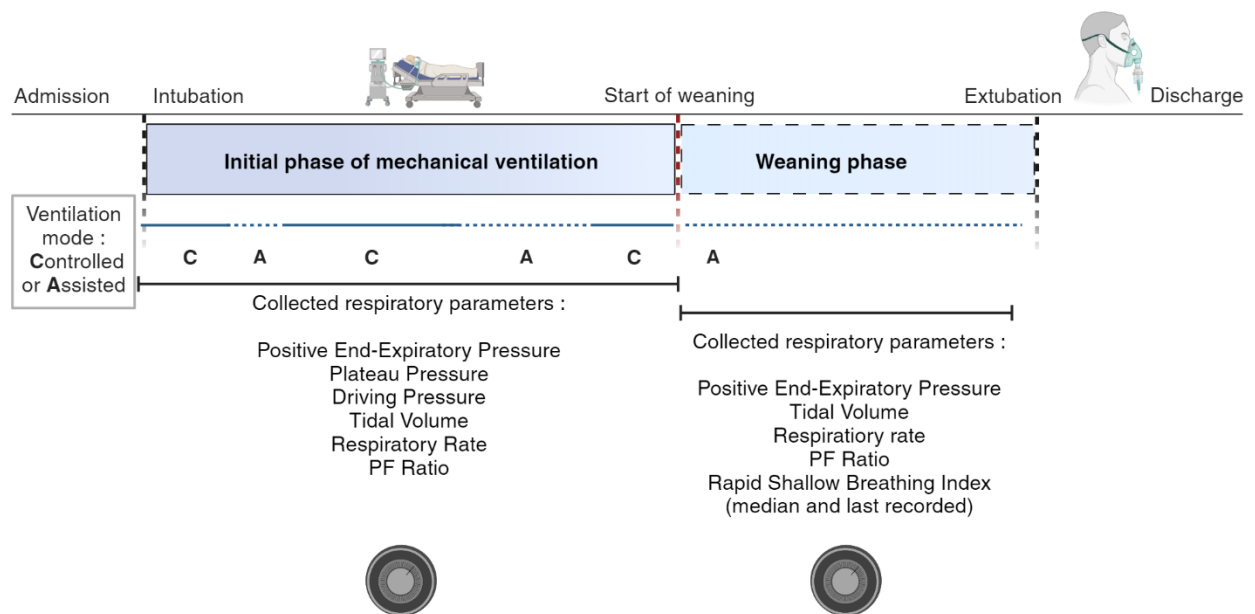 Admission
Intubation
Start of weaning
Extubation
Discharge
Initial phase of mechanical ventilation
Weaning phase
Ventilation
mode :
Controlled
or Assisted
C
A
C
A
C
A
Collected respiratory parameters :
Positive End-Expiratory Pressure
Plateau Pressure
Driving Pressure
Tidal Volume
Respiratory Rate
PF Ratio
Collected respiratory parameters :
Positive End-Expiratory Pressure
Tidal Volume
Respiratiory rate
PF Ratio
Rapid Shallow Breathing Index
(median and last recorded)